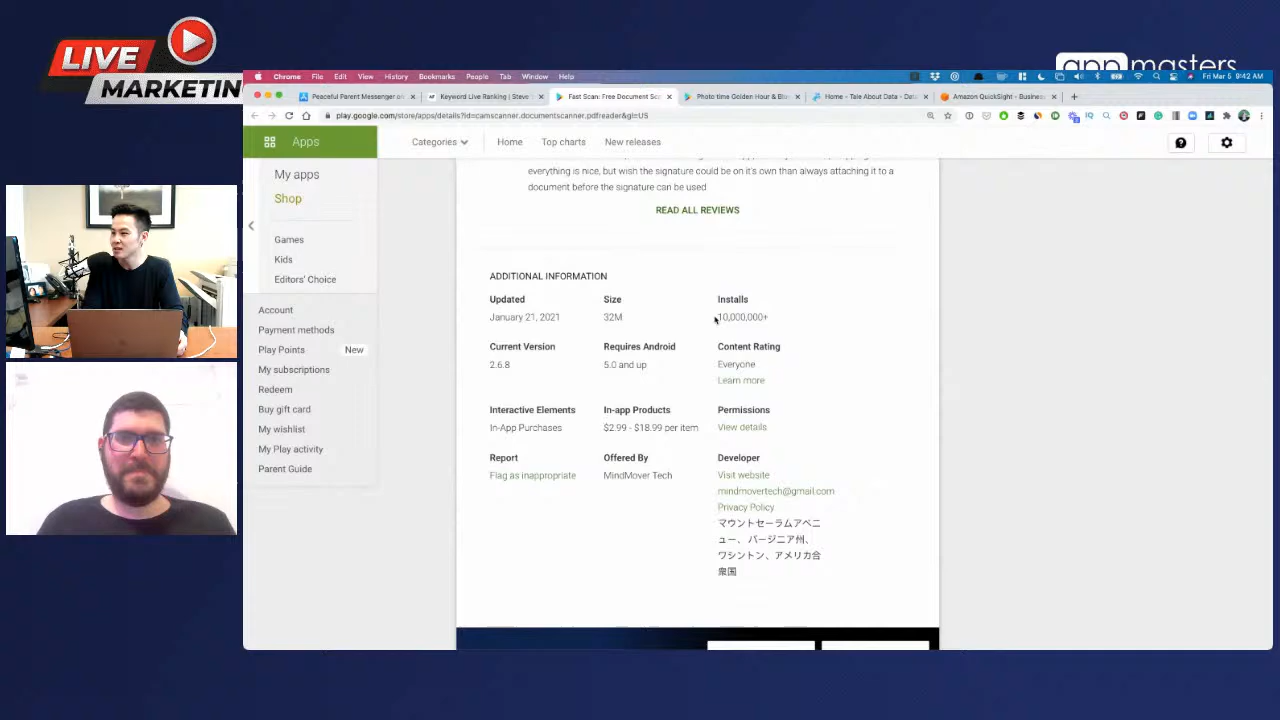 LIVE
MARKETIN
app masters
Chrome File Edit View History Bookmarks People Tab Window Help
Fri Mar 5 9:42 AM
Peaceful Parent Messenger on
Keyword Live Ranking | Steve
Fast Scan: Free Document Sca
Photo time Golden Hour & Blu
Home - Tale About Data - Dat
Amazon QuickSight - Business
play.google.com/store/apps/details?id=camscanner.documentscanner.pdfreader&gl=US
Apps
Categories
Home
Top charts
New releases
My apps
Shop
Games
Kids
Editors' Choice
Account
Payment methods
Play Points New
My subscriptions
Redeem
Buy gift card
My wishlist
My Play activity
Parent Guide
everything is nice, but wish the signature could be on it's own than always attaching it to a
document before the signature can be used
READ ALL REVIEWS
ADDITIONAL INFORMATION
Updated
January 21, 2021
Size
32M
Installs
10,000,000+
Current Version
2.6.8
Requires Android
5.0 and up
Content Rating
Everyone
Learn more
Interactive Elements
In-App Purchases
In-app Products
$2.99 - $18.99 per item
Permissions
View details
Report
Flag as inappropriate
Offered By
MindMover Tech
Developer
Visit website
mindmovertech@gmail.com
Privacy Policy
マウントセーラムアベニ
ュー、 バージニア州、
ワシントン、アメリカ合
衆国